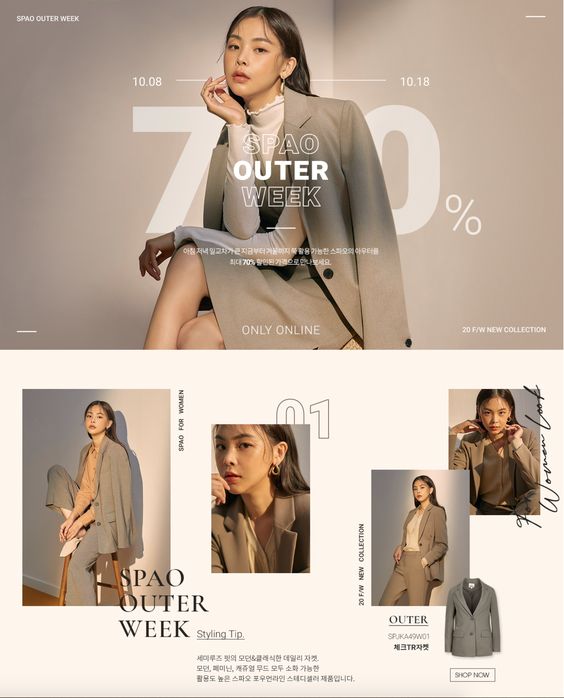 SPAO OUTER WEEK
10.08
10.18
70%
SPAO
OUTER
WEEK
아침 저녁 일교차가 큰 지금부터 겨울까지 쭉 활용 가능한 스파오의 아우터를
최대 70% 할인된 가격으로 만나보세요.
ONLY ONLINE
20 F/W NEW COLLECTION
SPAO FOR WOMEN
01
For Women Look
SPAO
OUTER
WEEK
Styling Tip.
세미루즈 핏의 모던&클래식한 데일리 자켓.
모던, 페미닌, 캐쥬얼 무드 모두 소화 가능한
활용도 높은 스파오 포우먼라인 스테디셀러 제품입니다.
20 F/W NEW COLLECTION
OUTER
SPJKA49W01
체크TR자켓
SHOP NOW